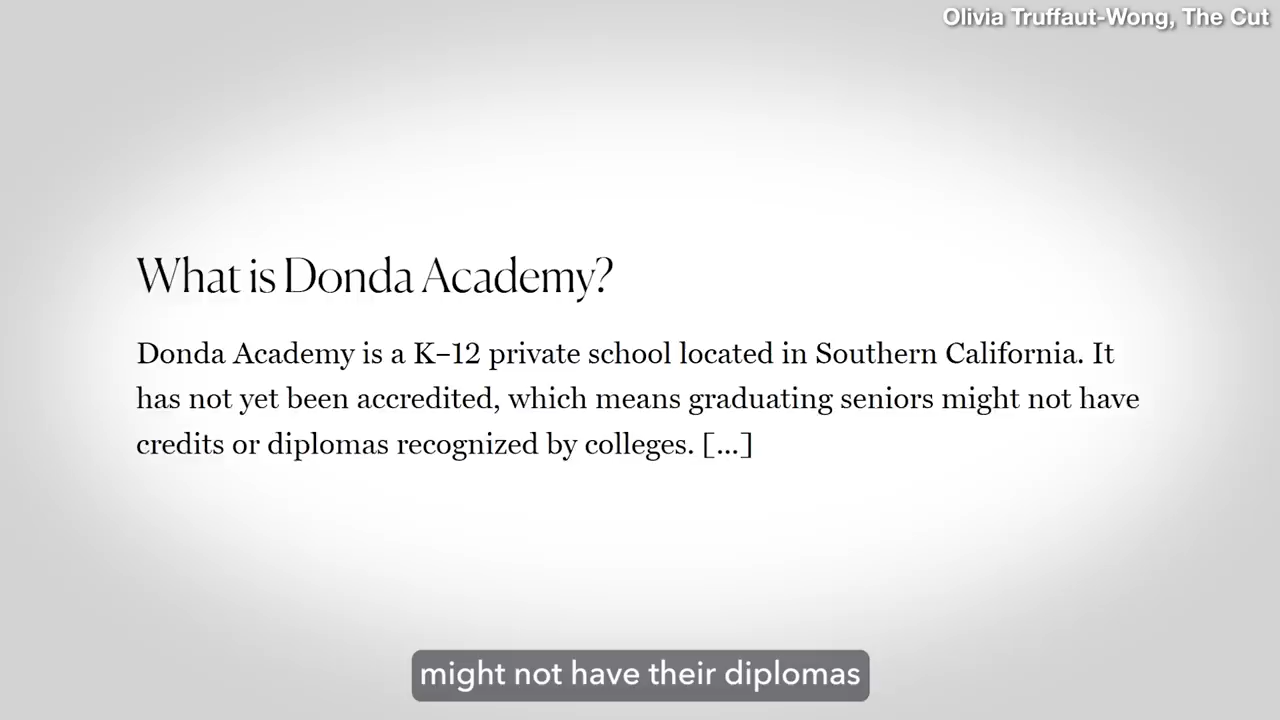 Olivia Truffaut-Wong, The Cut
What is Donda Academy?
Donda Academy is a K–12 private school located in Southern California. It
has not yet been accredited, which means graduating seniors might not have
credits or diplomas recognized by colleges. [...]
might not have their diplomas